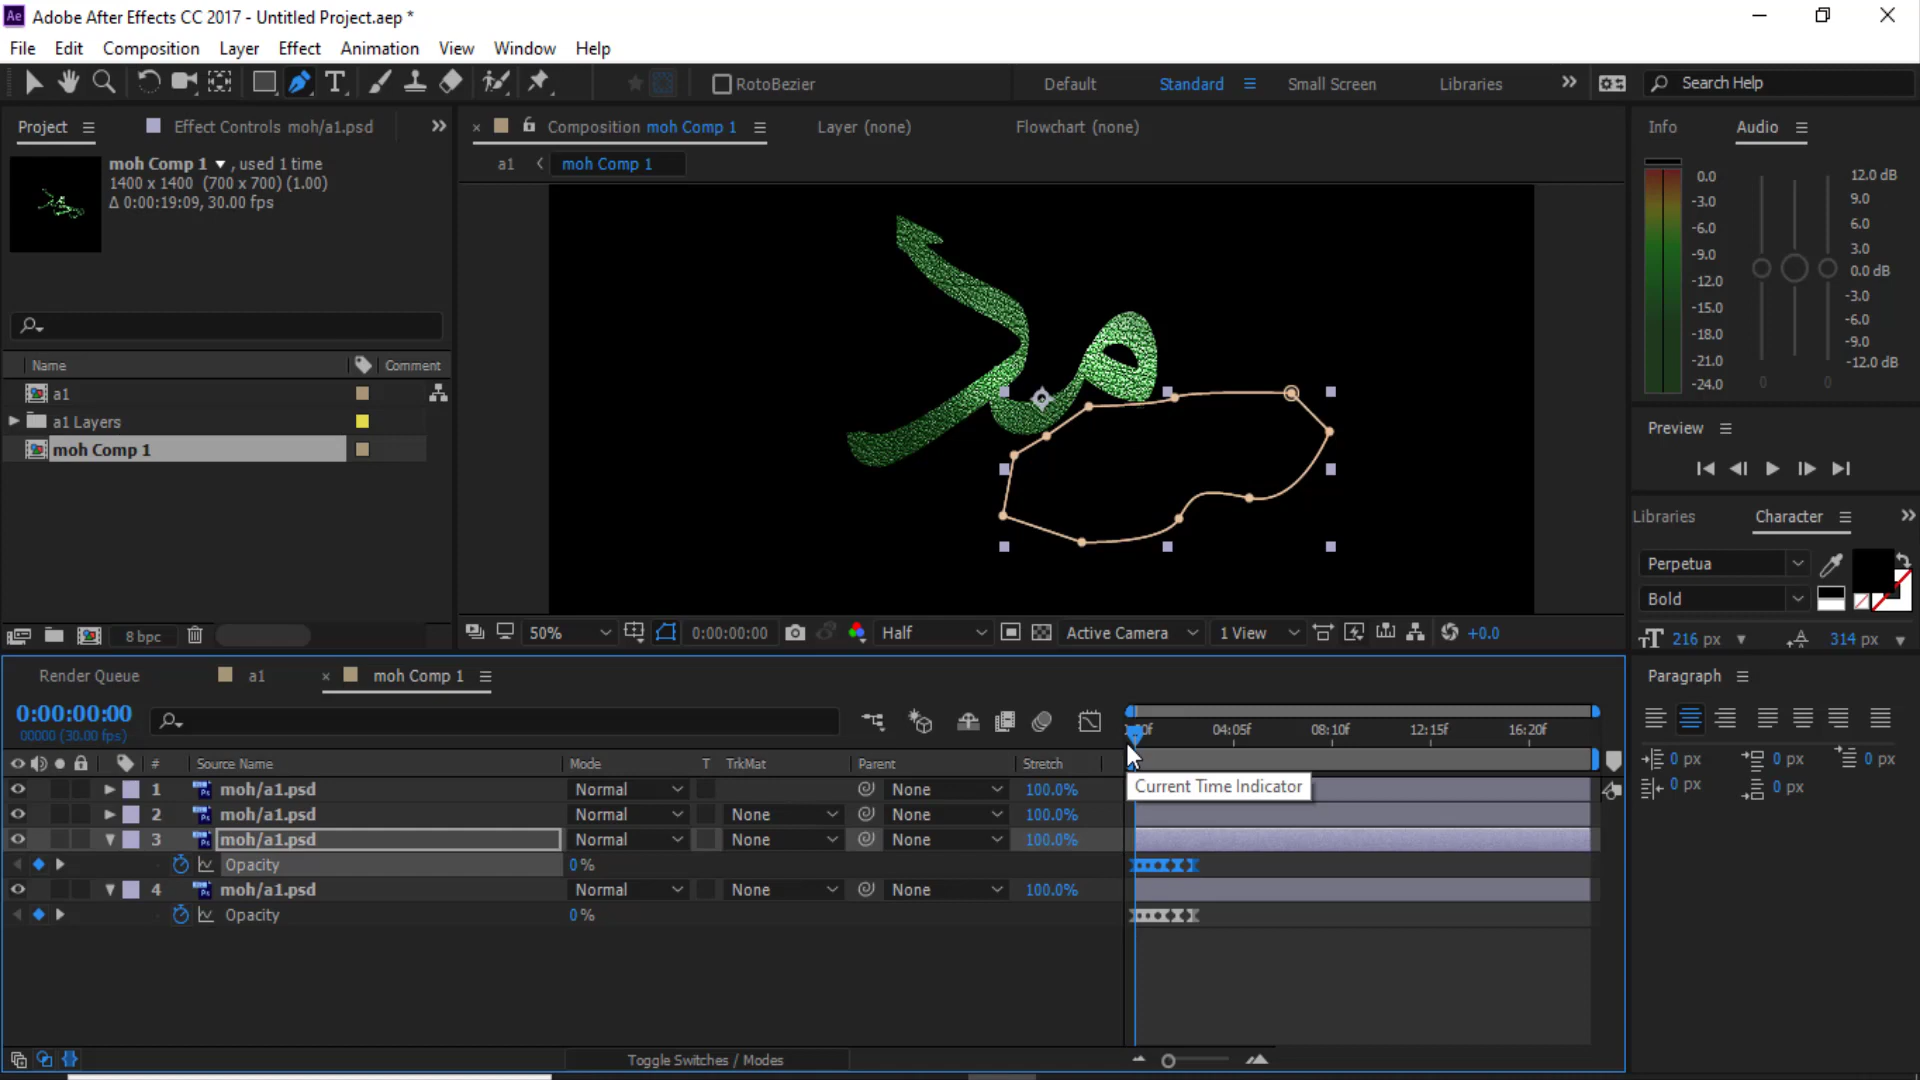 Ae Adobe After Effects CC 2017 - Untitled Project.aep *
File Edit Composition Layer Effect Animation View Window Help
RotoBezier Default Standard Small Screen Libraries Search Help
Project Effect Controls moh/a1.psd Composition moh Comp 1 Layer (none) Flowchart (none) Info Audio
a1 moh Comp 1
moh Comp 1 , used 1 time
1400 x 1400 (700 x 700) (1.00)
Δ 0:00:19:09, 30.00 fps
0.0 12.0 dB
-3.0 9.0
-6.0 6.0
-9.0 3.0
-12.0 0.0 dB
-15.0 -3.0
-18.0 -6.0
-21.0 -9.0
-24.0 -12.0 dB
0 0
Name Comment
a1
a1 Layers
moh Comp 1
Preview
Libraries Character
Perpetua
Bold
216 px 314 px
8 bpc
50% 0:00:00:00 Half Active Camera 1 View +0.0
Render Queue a1 moh Comp 1
0:00:00:00
00000 (30.00 fps)
04:05f 08:10f 12:15f 16:20f
# Source Name Mode T TrkMat Parent Stretch
Current Time Indicator
1 moh/a1.psd Normal None 100.0%
2 moh/a1.psd Normal None None 100.0%
3 moh/a1.psd Normal None None 100.0%
Opacity 0 %
4 moh/a1.psd Normal None None 100.0%
Opacity 0 %
Toggle Switches / Modes
Paragraph
0 px 0 px 0 px
0 px 0 px